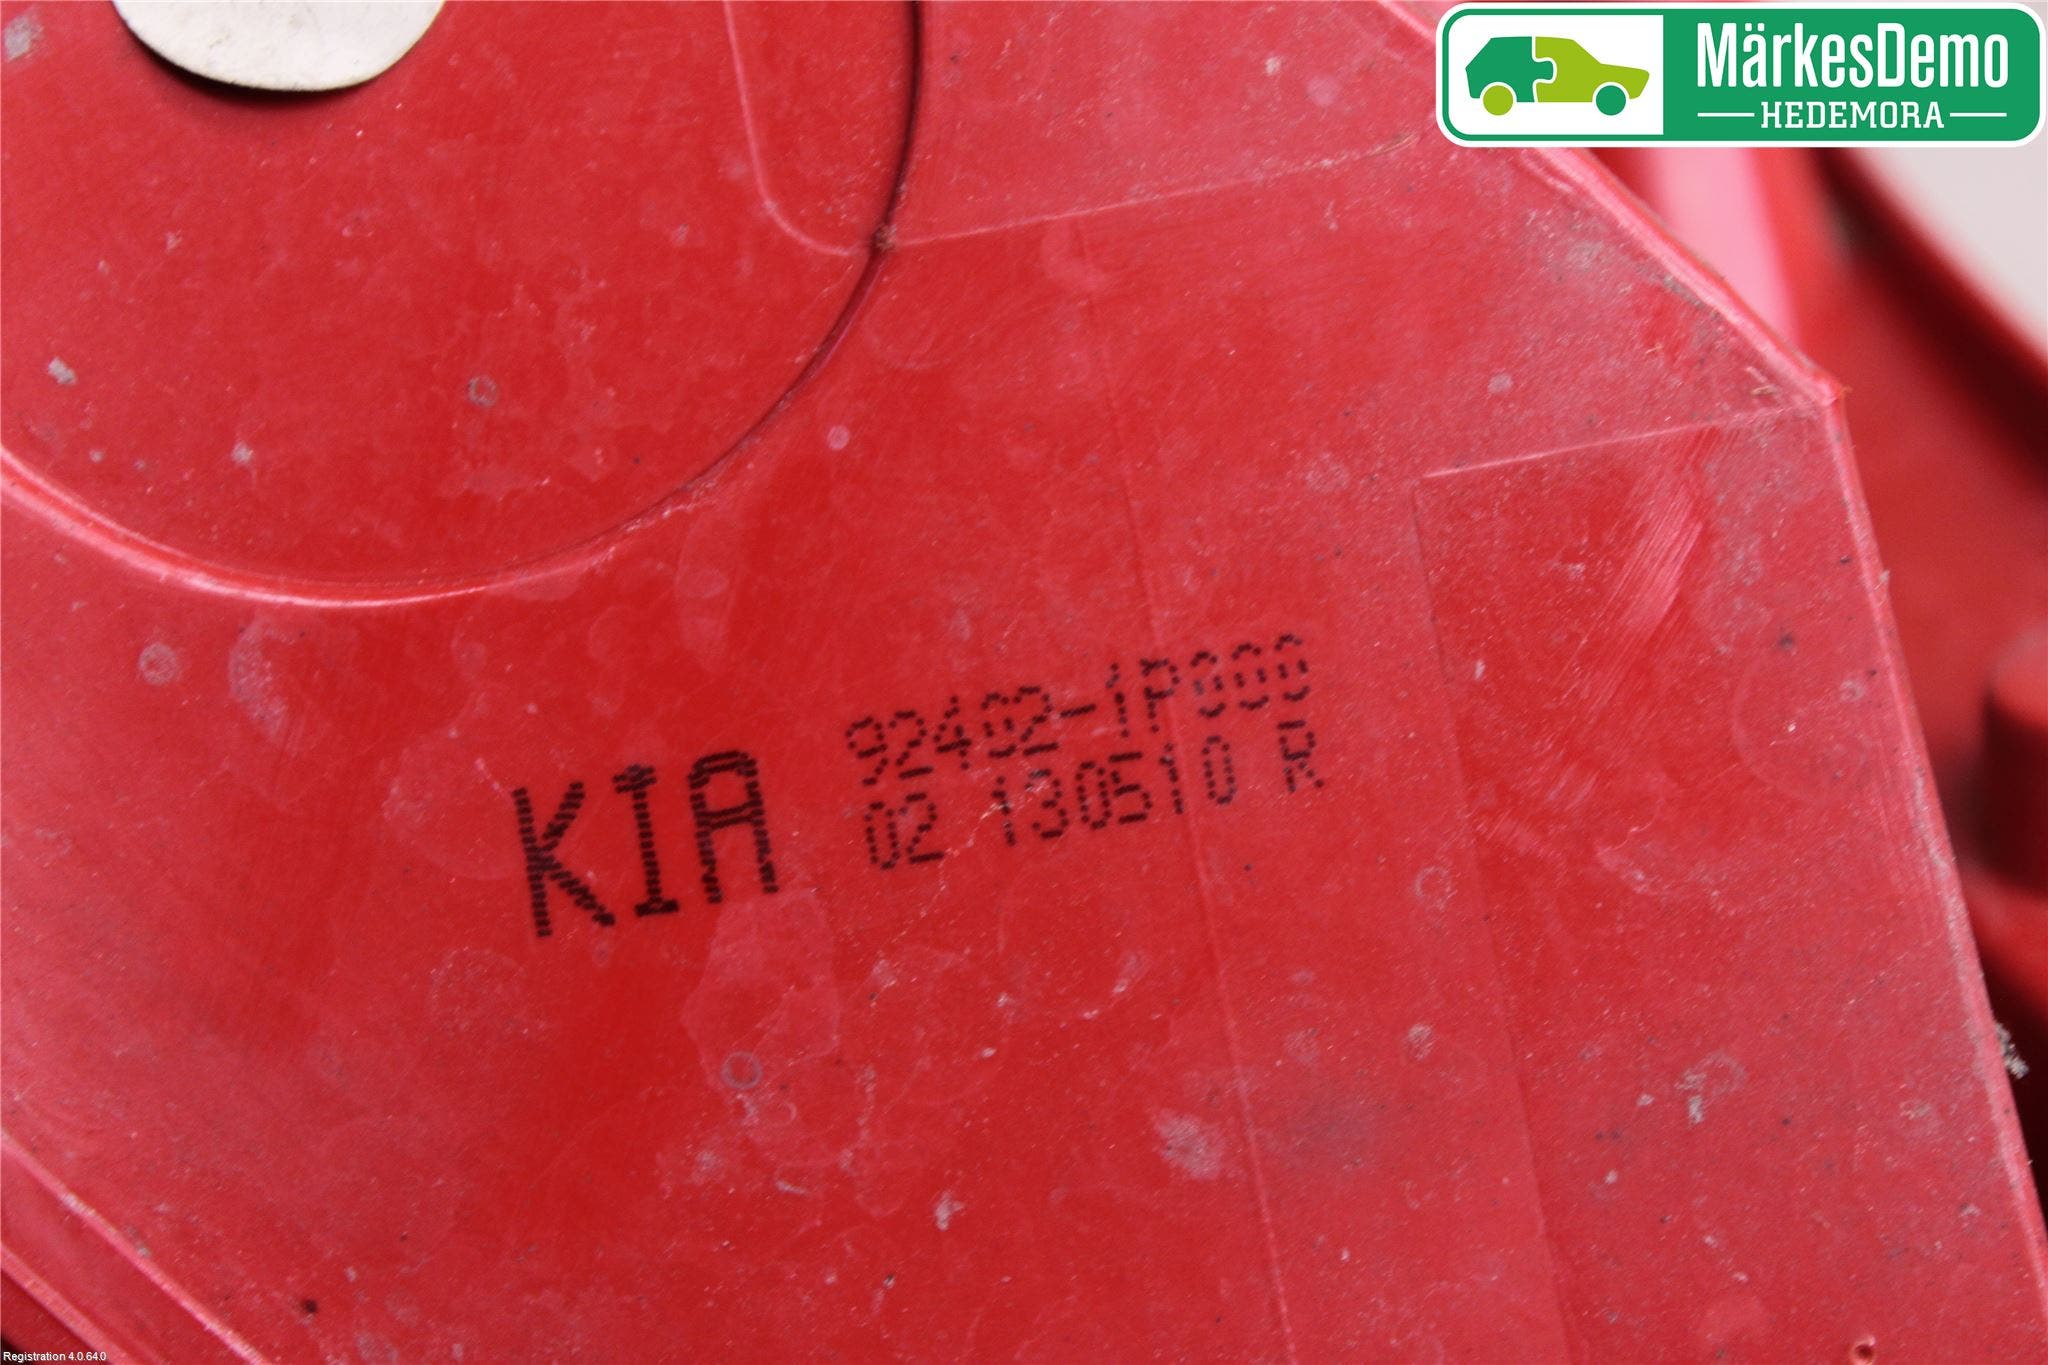 MärkesDemo
HEDEMORA
KIA
92402-1P000
02 130510 R
Registration 4.0.64.0